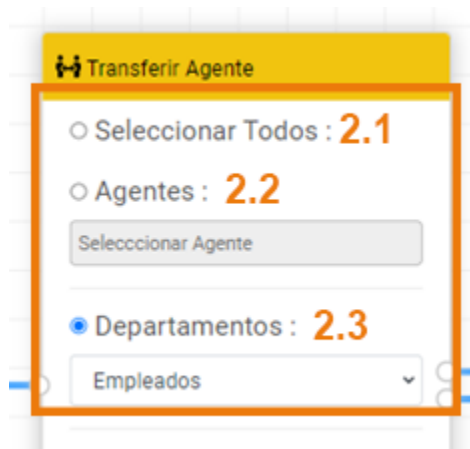 Transferir Agente
Seleccionar Todos : 2.1
Agentes : 2.2
Selecccionar Agente
Departamentos : 2.3
Empleados